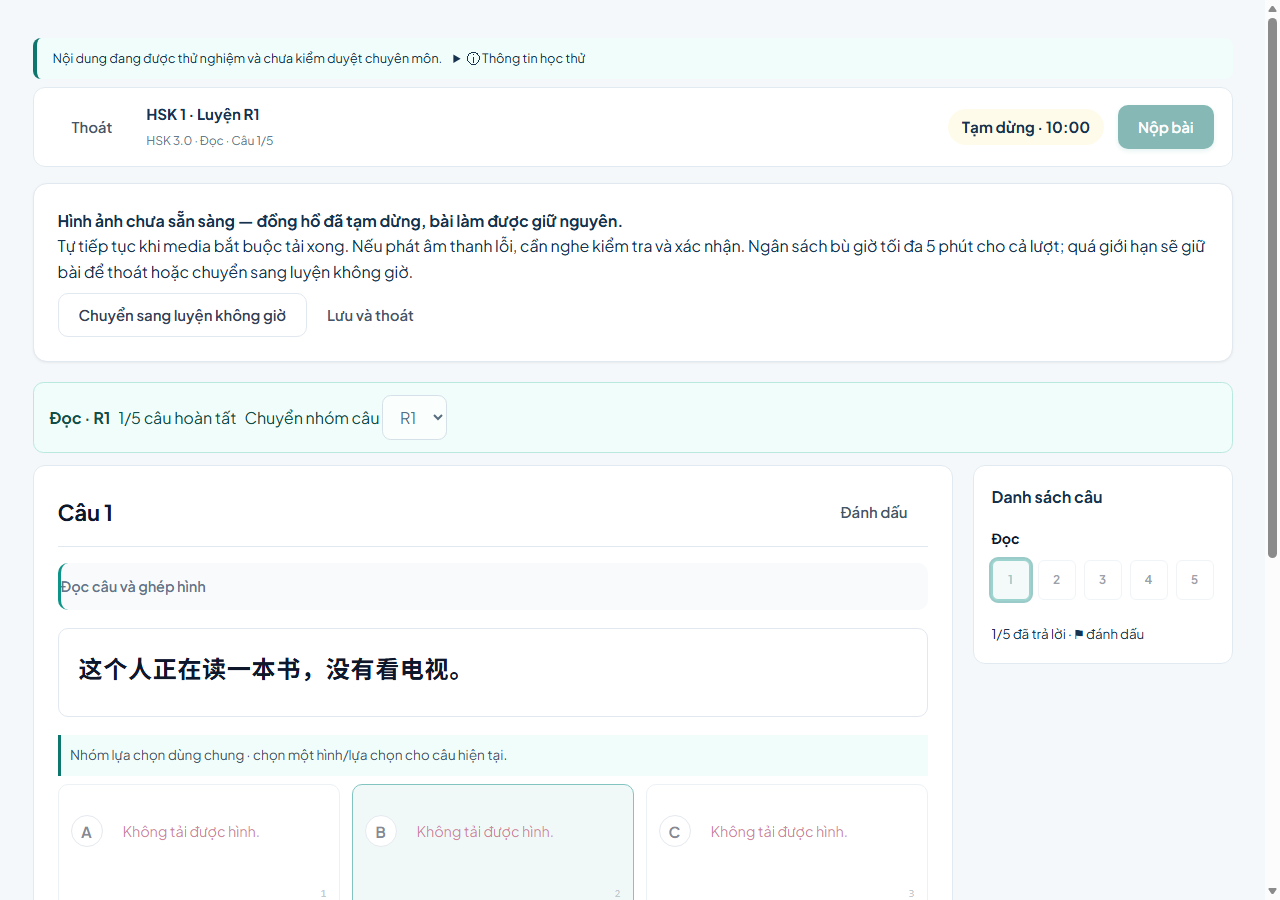 Nội dung đang được thử nghiệm và chưa kiểm duyệt chuyên môn. ▶ ⓘ Thông tin học thử
Thoát
HSK 1 · Luyện R1
HSK 3.0 · Đọc · Câu 1/5
Tạm dừng · 10:00
Nộp bài
Hình ảnh chưa sẵn sàng — đồng hồ đã tạm dừng, bài làm được giữ nguyên.
Tự tiếp tục khi media bắt buộc tải xong. Nếu phát âm thanh lỗi, cần nghe kiểm tra và xác nhận. Ngân sách bù giờ tối đa 5 phút cho cả lượt; quá giới hạn sẽ giữ
bài để thoát hoặc chuyển sang luyện không giờ.
Chuyển sang luyện không giờ
Lưu và thoát
Đọc · R1 1/5 câu hoàn tất Chuyển nhóm câu R1
Câu 1
Đánh dấu
Đọc câu và ghép hình
这个人正在读一本书，没有看电视。
Nhóm lựa chọn dùng chung · chọn một hình/lựa chọn cho câu hiện tại.
A Không tải được hình. 1
B Không tải được hình. 2
C Không tải được hình. 3
Danh sách câu
Đọc
1 2 3 4 5
1/5 đã trả lời · ⚑ đánh dấu